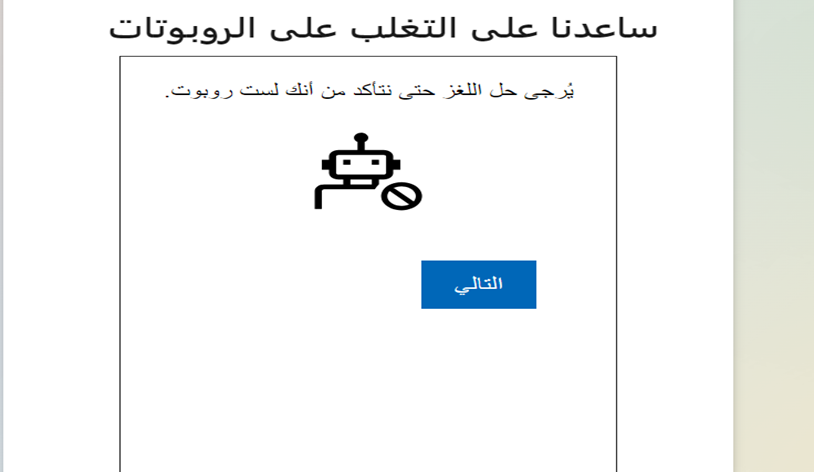 ساعدنا على التغلب على الروبوتات
يُرجى حل اللغز حتى نتأكد من أنك لست روبوت.
التالي